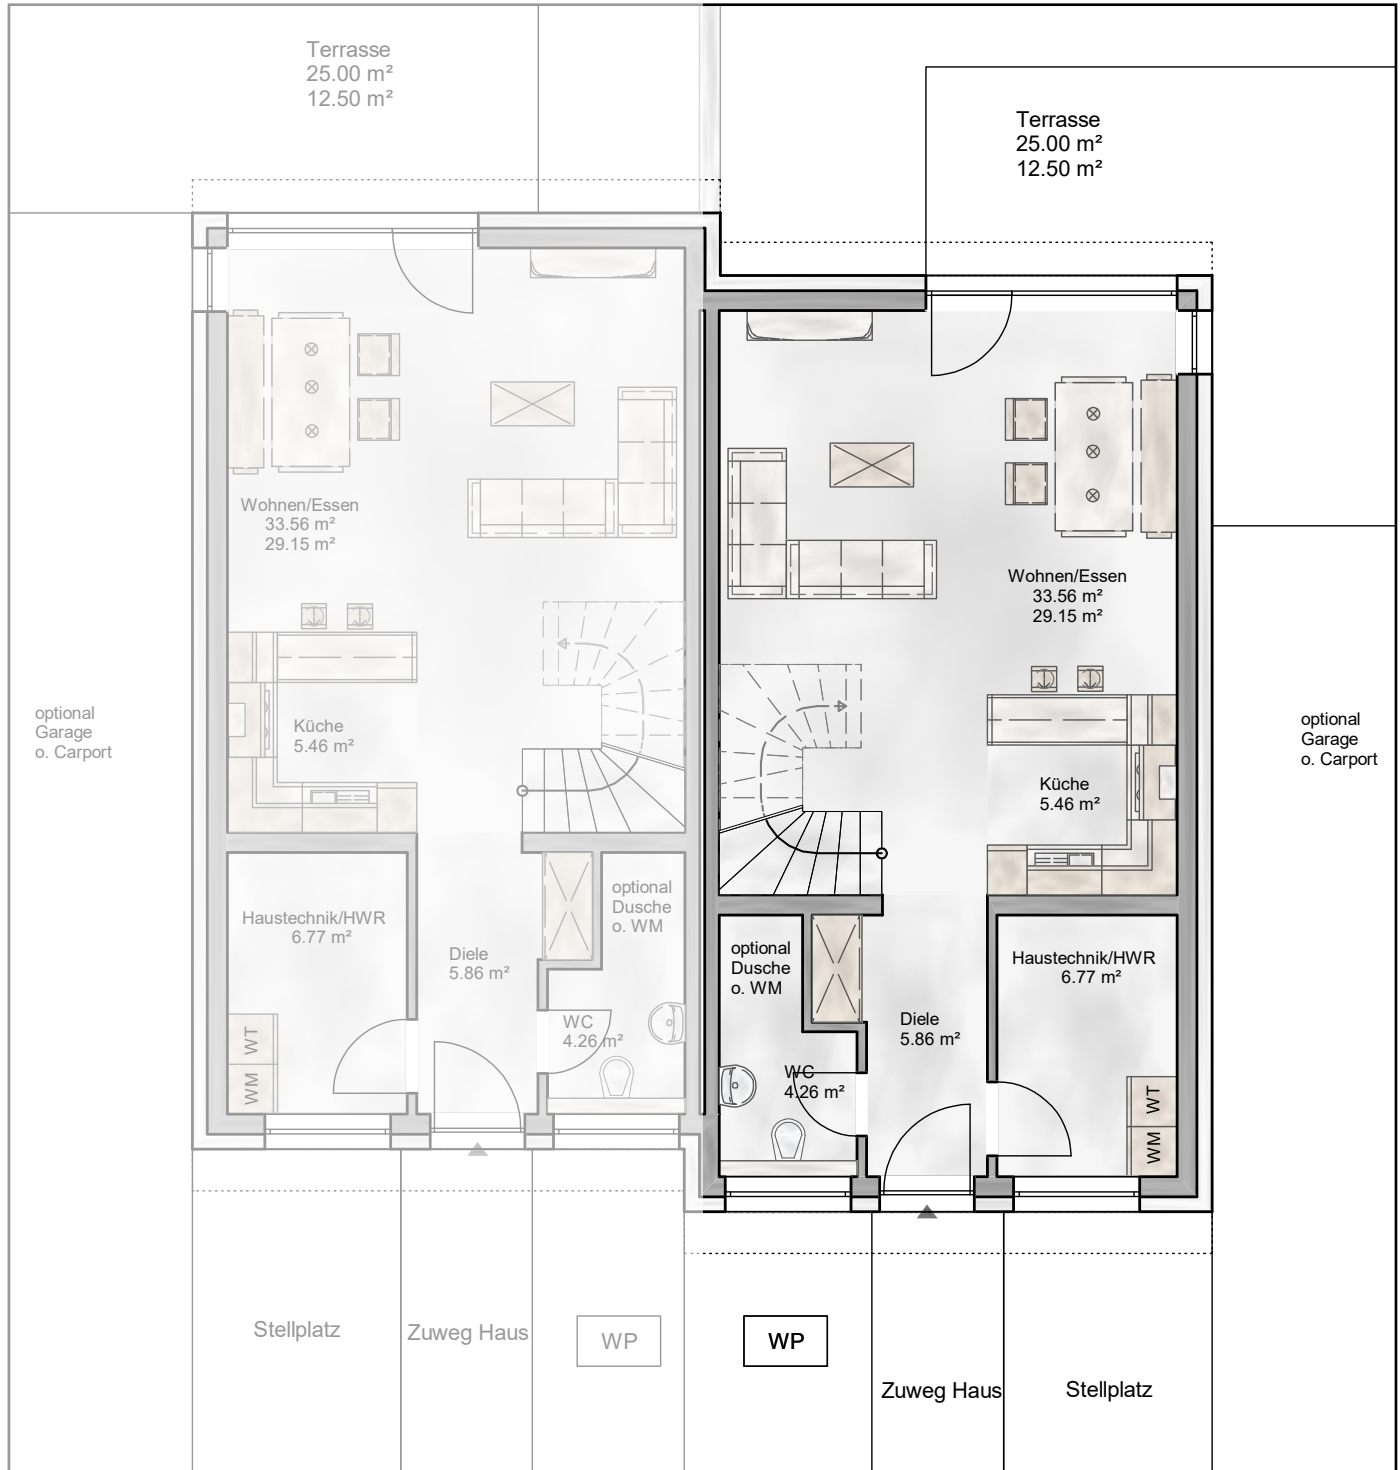 Terrasse
25.00 m²
12.50 m²
Terrasse
25.00 m²
12.50 m²
Wohnen/Essen
33.56 m²
29.15 m²
Wohnen/Essen
33.56 m²
29.15 m²
optional
Garage
o. Carport
Küche
5.46 m²
Küche
5.46 m²
optional
Garage
o. Carport
Haustechnik/HWR
6.77 m²
Diele
5.86 m²
optional
Dusche
o. WM
WC
4.26 m²
WT
WM
optional
Dusche
o. WM
WC
4.26 m²
Diele
5.86 m²
Haustechnik/HWR
6.77 m²
WT
WM
Stellplatz
Zuweg Haus
WP
WP
Zuweg Haus
Stellplatz